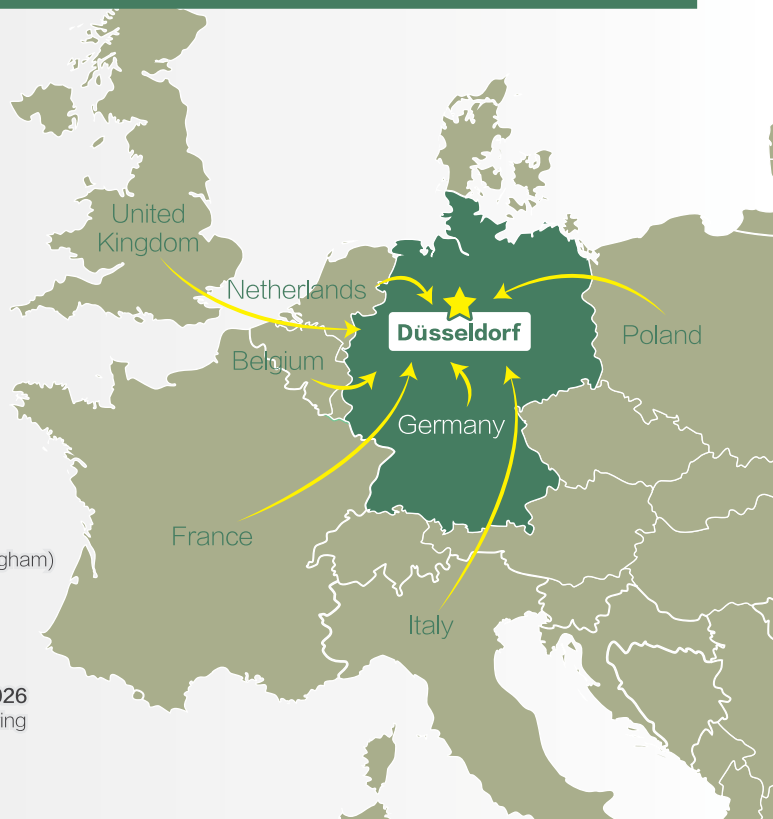 United
Kingdom
Netherlands
Düsseldorf
Poland
Belgium
Germany
France
gham)
Italy
026
ing